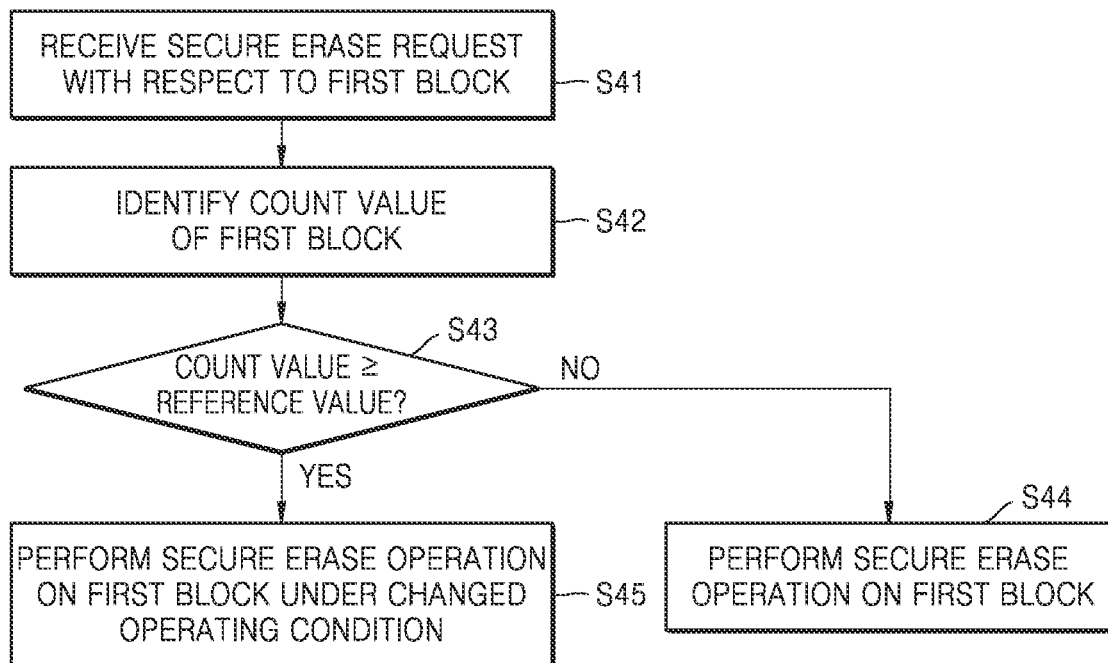 RECEIVE SECURE ERASE REQUEST
WITH RESPECT TO FIRST BLOCK
S41
IDENTIFY COUNT VALUE
OF FIRST BLOCK
S42
S43
COUNT VALUE ≥
REFERENCE VALUE?
NO
YES
S44
PERFORM SECURE ERASE OPERATION
ON FIRST BLOCK UNDER CHANGED
OPERATING CONDITION
S45
PERFORM SECURE ERASE
OPERATION ON FIRST BLOCK